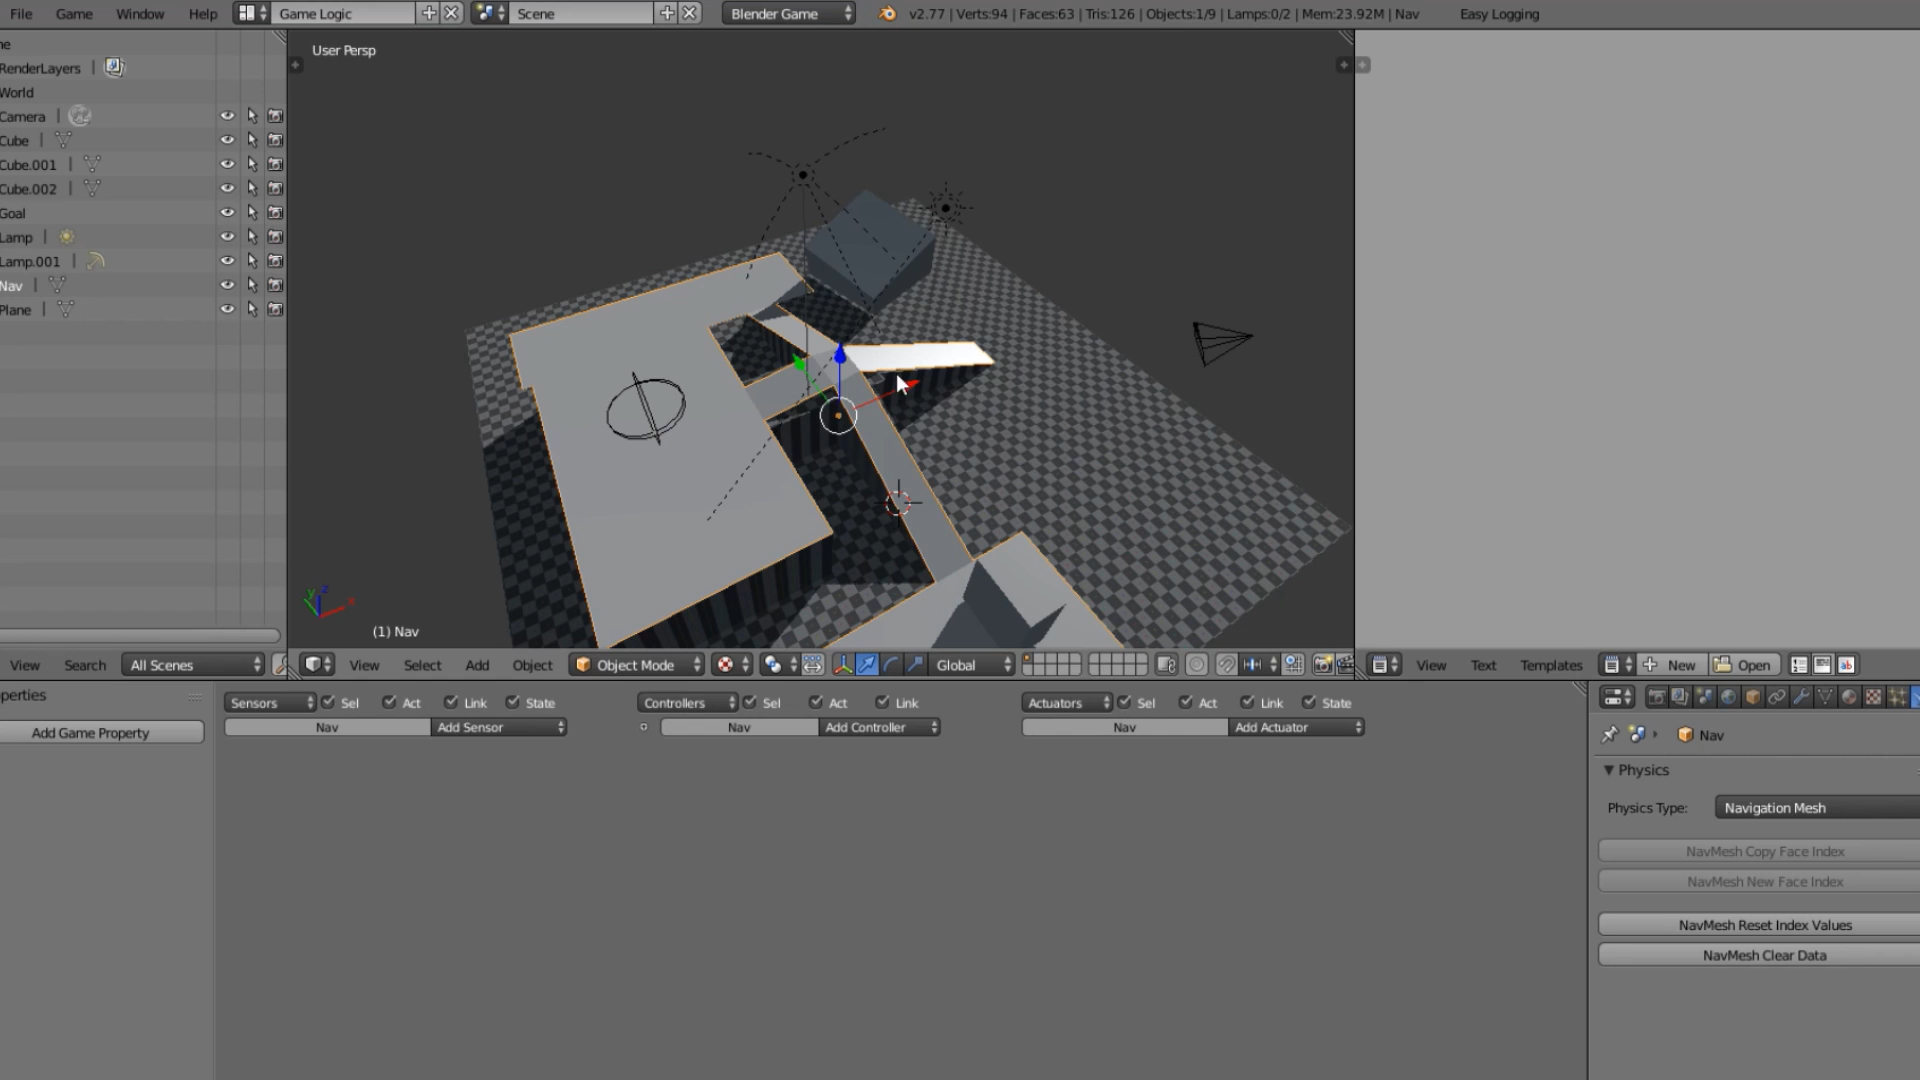 File Game Window Help Game Logic Scene Blender Game v2.77 | Verts:94 | Faces:63 | Tris:126 | Objects:1/9 | Lamps:0/2 | Mem:23.92M | Nav Easy Logging
ne
RenderLayers
World
Camera
Cube
Cube.001
Cube.002
Goal
Lamp
Lamp.001
Nav
Plane
User Persp
(1) Nav
View Search All Scenes
View Select Add Object Object Mode Global
View Text Templates New Open
operties
Add Game Property
Sensors Sel Act Link State
Nav Add Sensor
Controllers Sel Act Link
Nav Add Controller
Actuators Sel Act Link State
Nav Add Actuator
Nav
Physics
Physics Type: Navigation Mesh
NavMesh Copy Face Index
NavMesh New Face Index
NavMesh Reset Index Values
NavMesh Clear Data